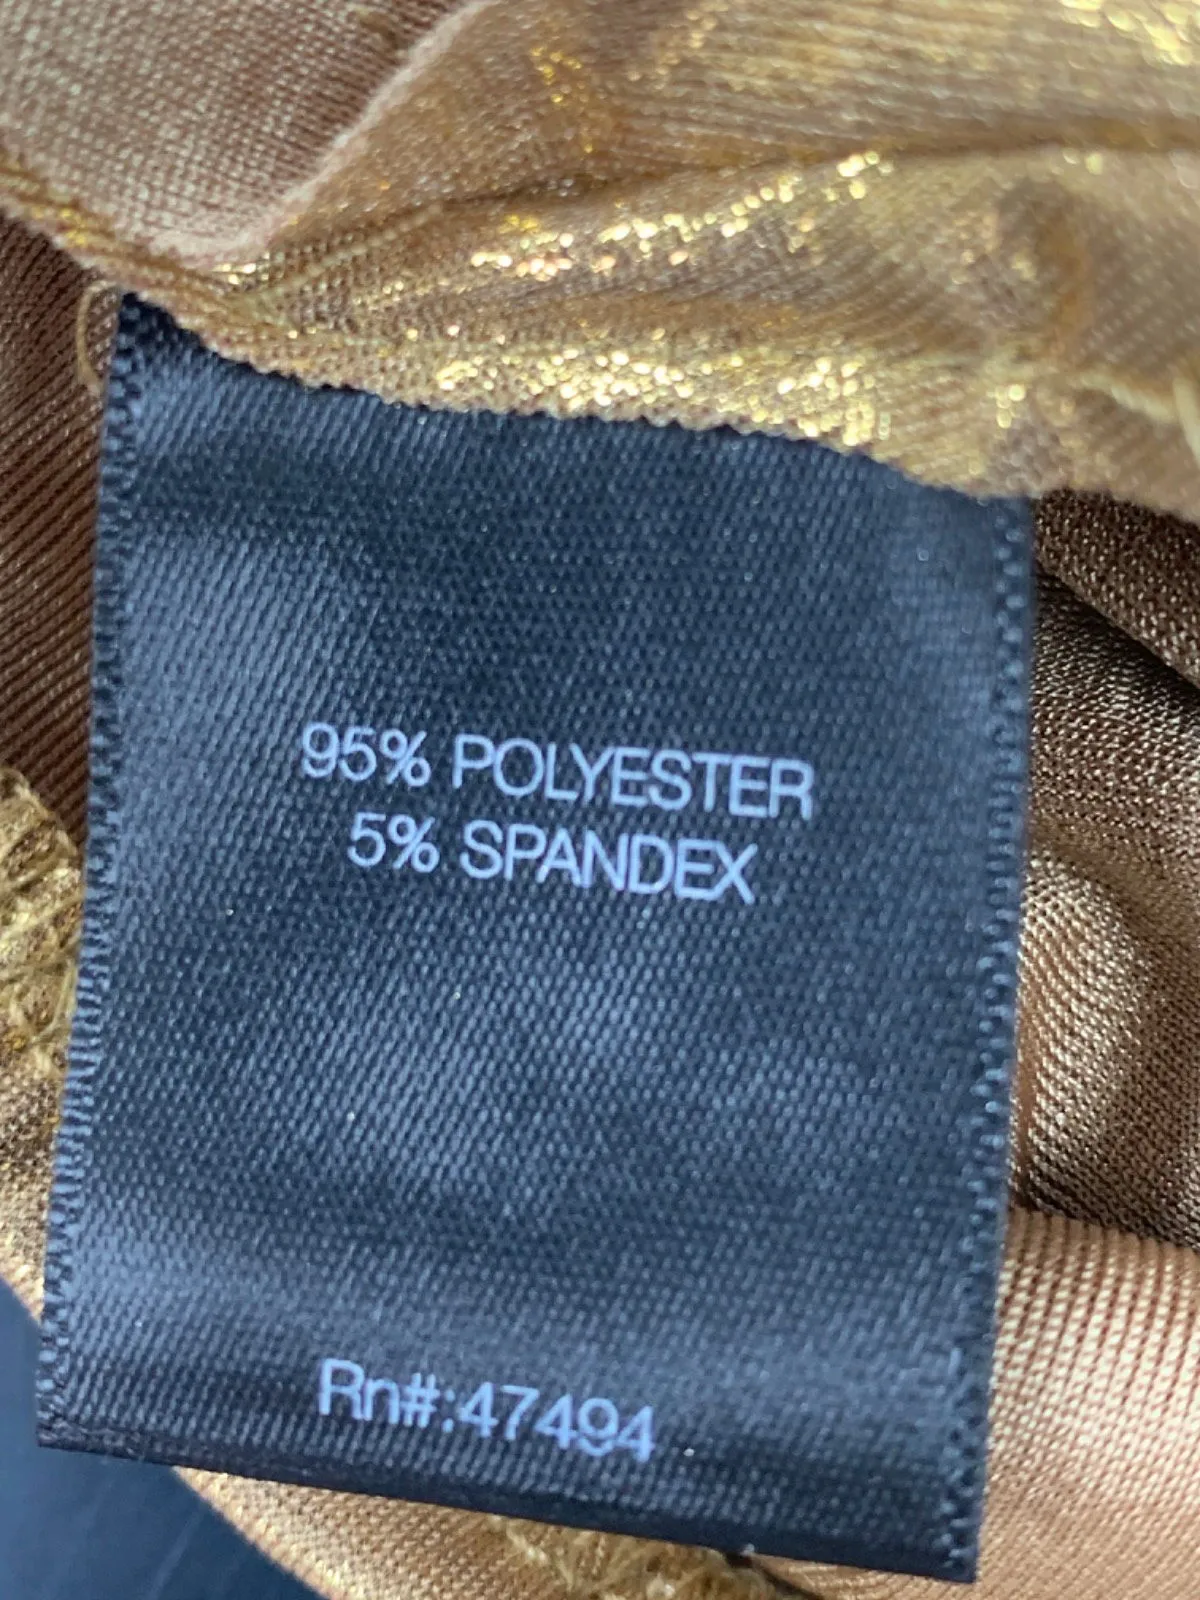 95% POLYESTER
5% SPANDEX
Rn#:47494